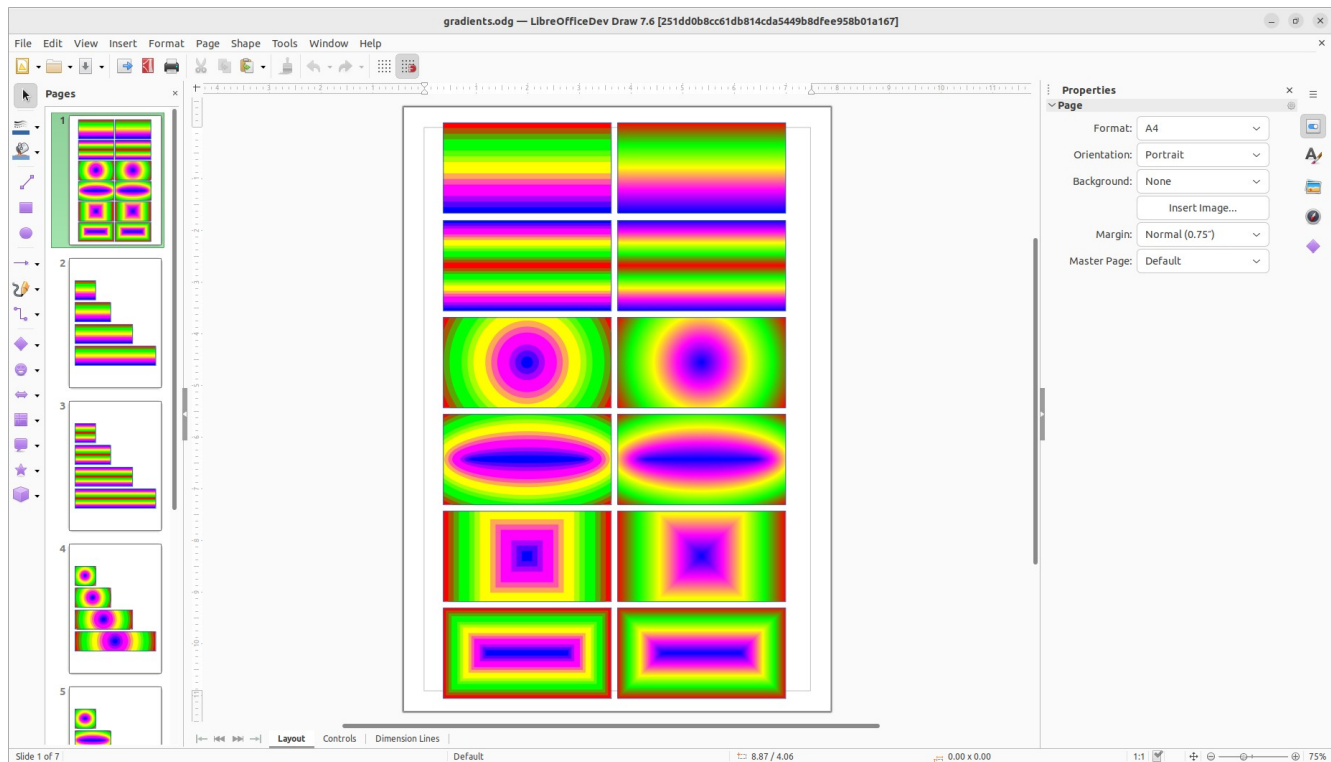 gradients.odg — LibreOfficeDev Draw 7.6 [251dd0b8cc61db814cda5449b8dfee958b01a167]
File Edit View Insert Format Page Shape Tools Window Help
Pages
1
2
3
4
5
Properties
Page
Format: A4
Orientation: Portrait
Background: None
Insert Image...
Margin: Normal (0.75")
Master Page: Default
Layout Controls Dimension Lines
Slide 1 of 7 Default 8.87 / 4.06 0.00 x 0.00 1:1 75%